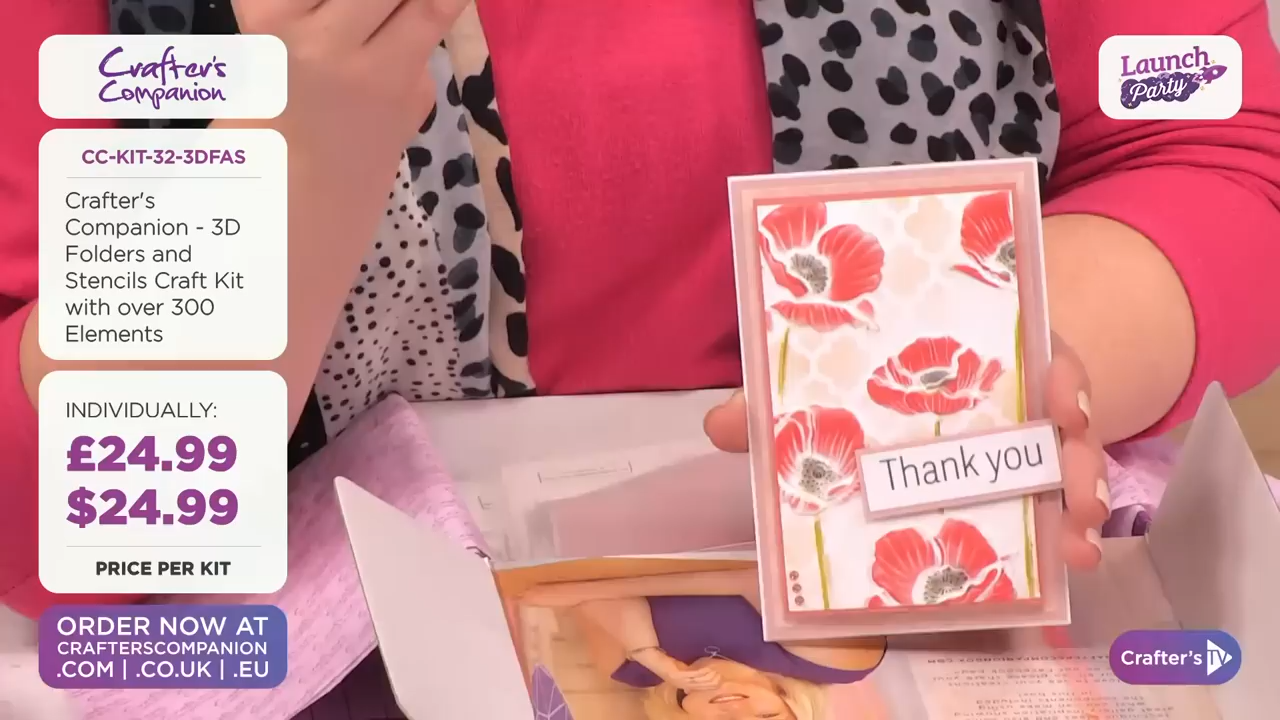 Crafter's
Companion
CC-KIT-32-3DFAS
Crafter's
Companion - 3D
Folders and
Stencils Craft Kit
with over 300
Elements
INDIVIDUALLY:
£24.99
$24.99
PRICE PER KIT
ORDER NOW AT
CRAFTERSCOMPANION
.COM | .CO.UK | .EU
Launch
Party
Thank you
Crafter's TV